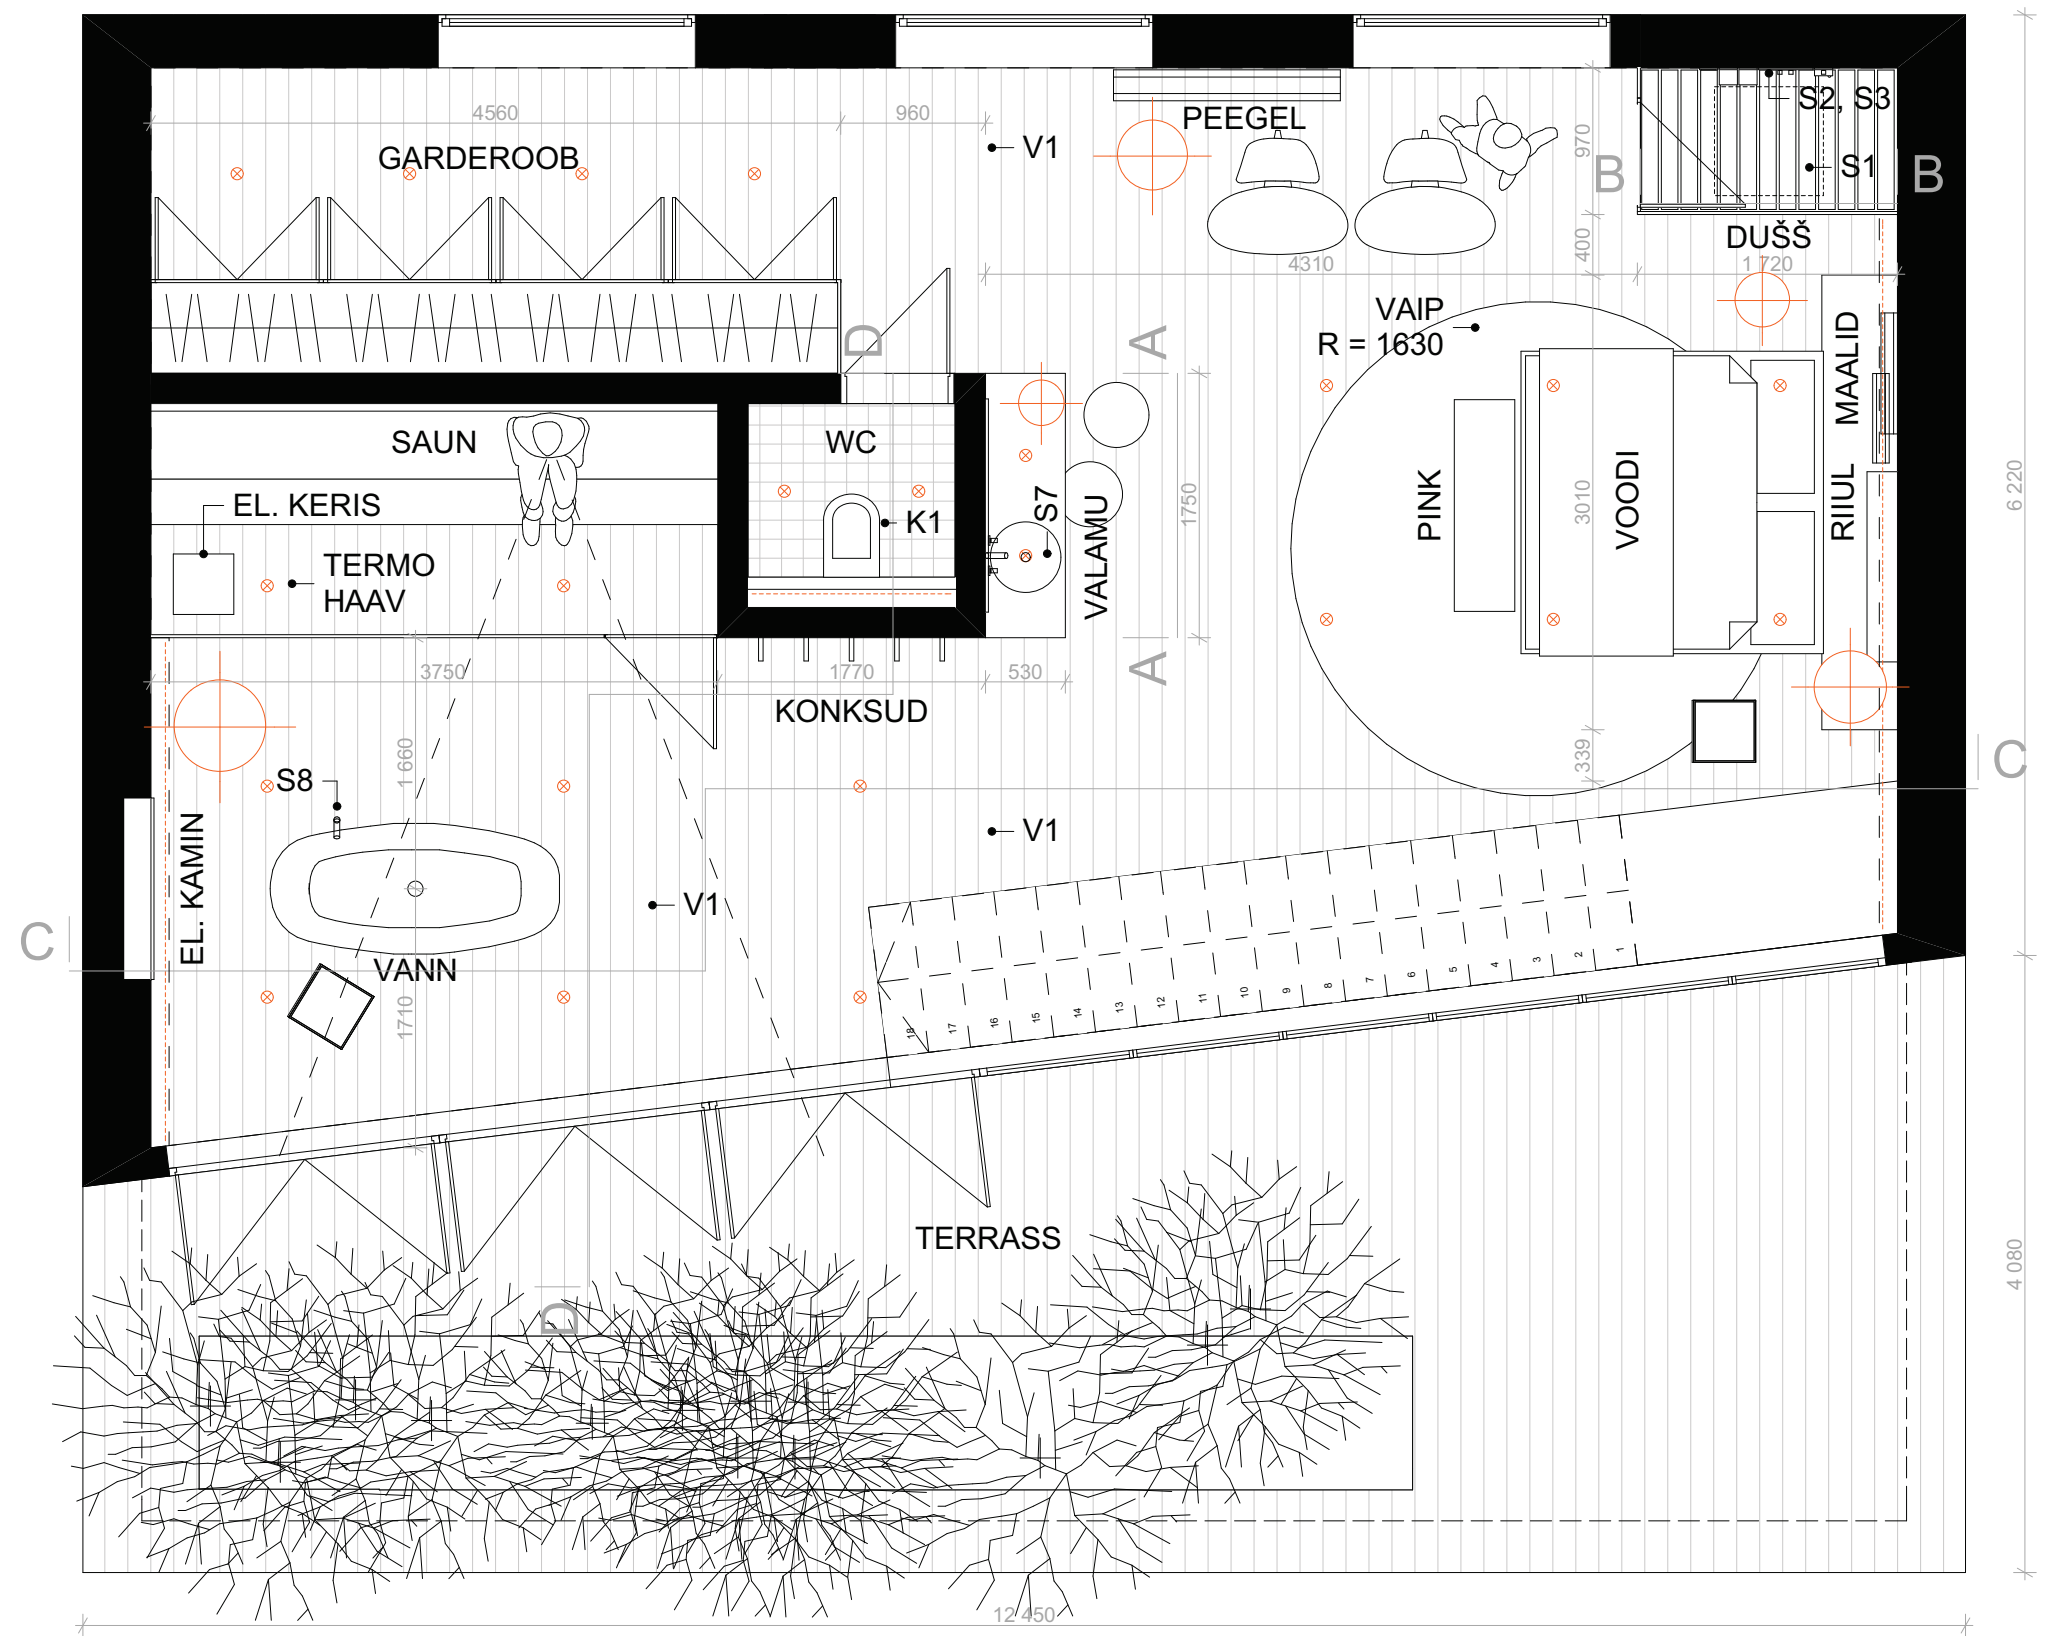 4560
960
PEEGEL
S2, S3
GARDEROOB
V1
970
B
S1
B
DUŠŠ
400
4310
1 720
VAIP
R = 1630
D
A
MAALID
SAUN
WC
EL. KERIS
K1
S7
VALAMU
1750
PINK
3010
VOODI
RIIUL
6 220
TERMO
HAAV
3750
1770
530
A
KONKSUD
1 660
339
C
S8
V1
EL. KAMIN
V1
C
VANN
1710
18 17 16 15 14 13 12 11 10 9 8 7 6 5 4 3 2 1
TERRASS
4 080
D
12 450